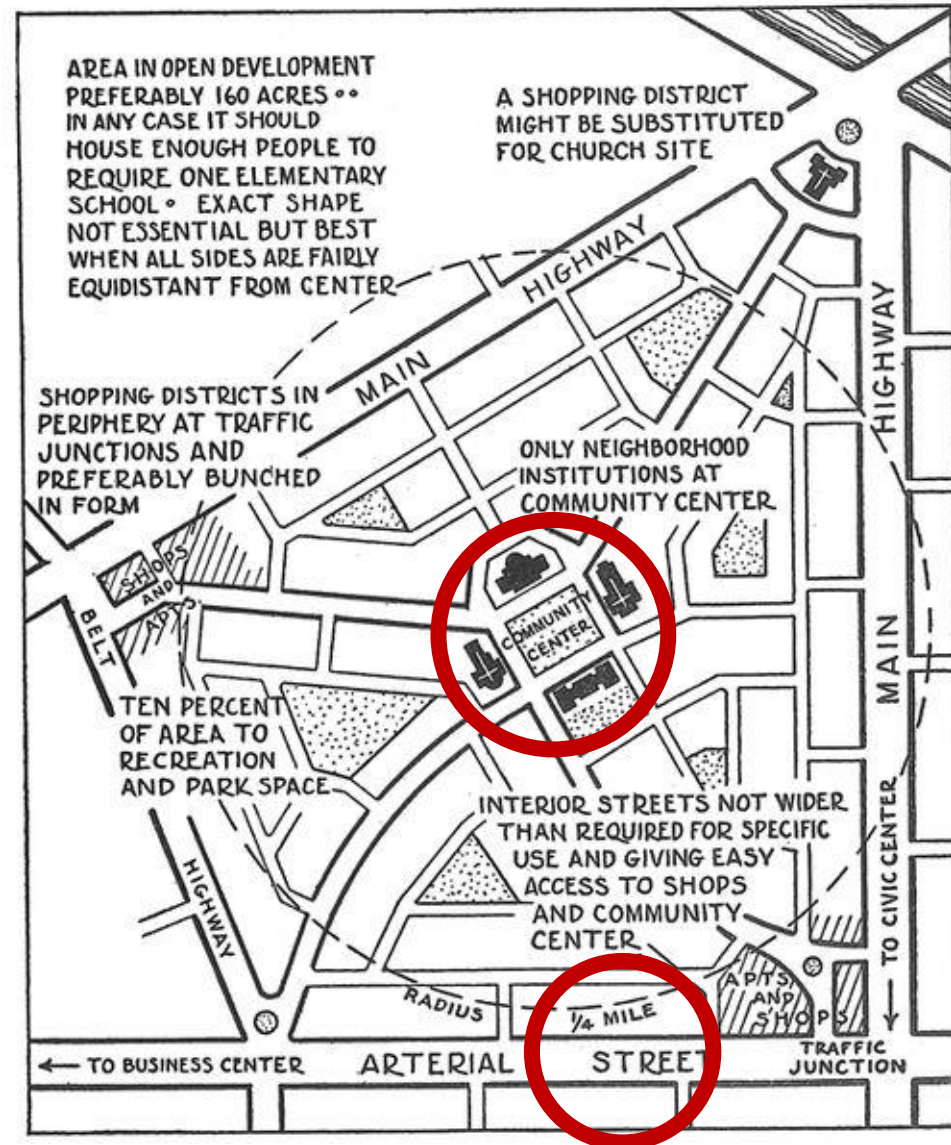 AREA IN OPEN DEVELOPMENT
PREFERABLY 160 ACRES ••
IN ANY CASE IT SHOULD
HOUSE ENOUGH PEOPLE TO
REQUIRE ONE ELEMENTARY
SCHOOL • EXACT SHAPE
NOT ESSENTIAL BUT BEST
WHEN ALL SIDES ARE FAIRLY
EQUIDISTANT FROM CENTER
A SHOPPING DISTRICT
MIGHT BE SUBSTITUTED
FOR CHURCH SITE
MAIN HIGHWAY
HIGHWAY
MAIN
SHOPPING DISTRICTS IN
PERIPHERY AT TRAFFIC
JUNCTIONS AND
PREFERABLY BUNCHED
IN FORM
ONLY NEIGHBORHOOD
INSTITUTIONS AT
COMMUNITY CENTER
SHOPS
AND
APTS
BELT
HIGHWAY
COMMUNITY
CENTER
TEN PERCENT
OF AREA TO
RECREATION
AND PARK SPACE
INTERIOR STREETS NOT WIDER
THAN REQUIRED FOR SPECIFIC
USE AND GIVING EASY
ACCESS TO SHOPS
AND COMMUNITY
CENTER
TO CIVIC CENTER
RADIUS 1/4 MILE
APTS
AND
SHOPS
← TO BUSINESS CENTER
ARTERIAL STREET
TRAFFIC
JUNCTION